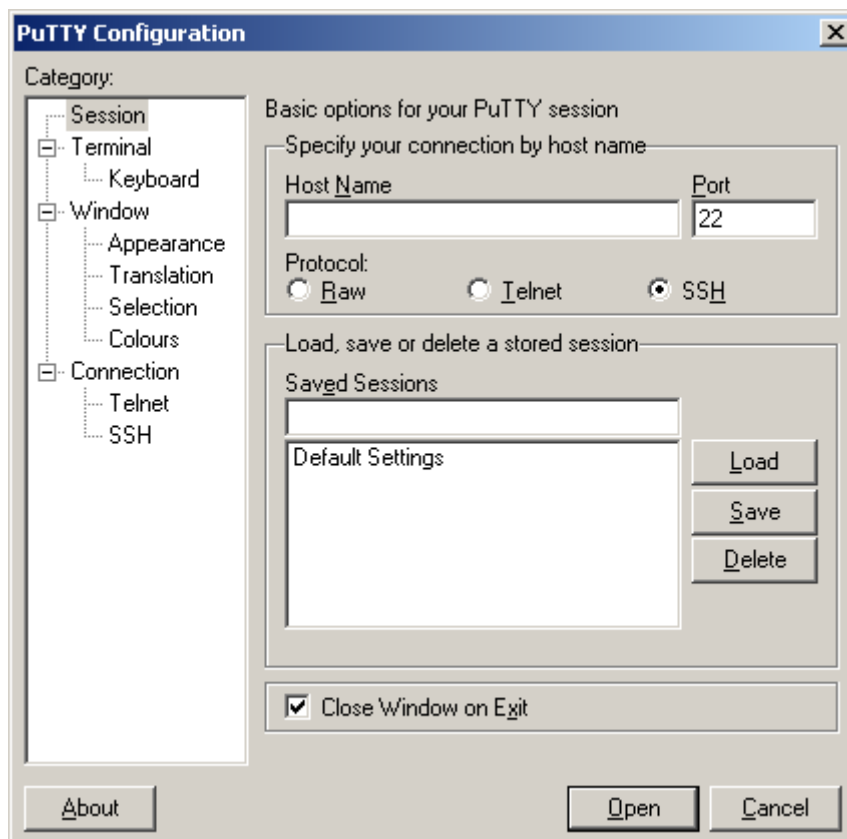 PuTTY Configuration
Category:
Session
Terminal
Keyboard
Window
Appearance
Translation
Selection
Colours
Connection
Telnet
SSH
Basic options for your PuTTY session
Specify your connection by host name
Host Name Port
22
Protocol:
Raw Telnet SSH
Load, save or delete a stored session
Saved Sessions
Default Settings
Load
Save
Delete
Close Window on Exit
About Open Cancel